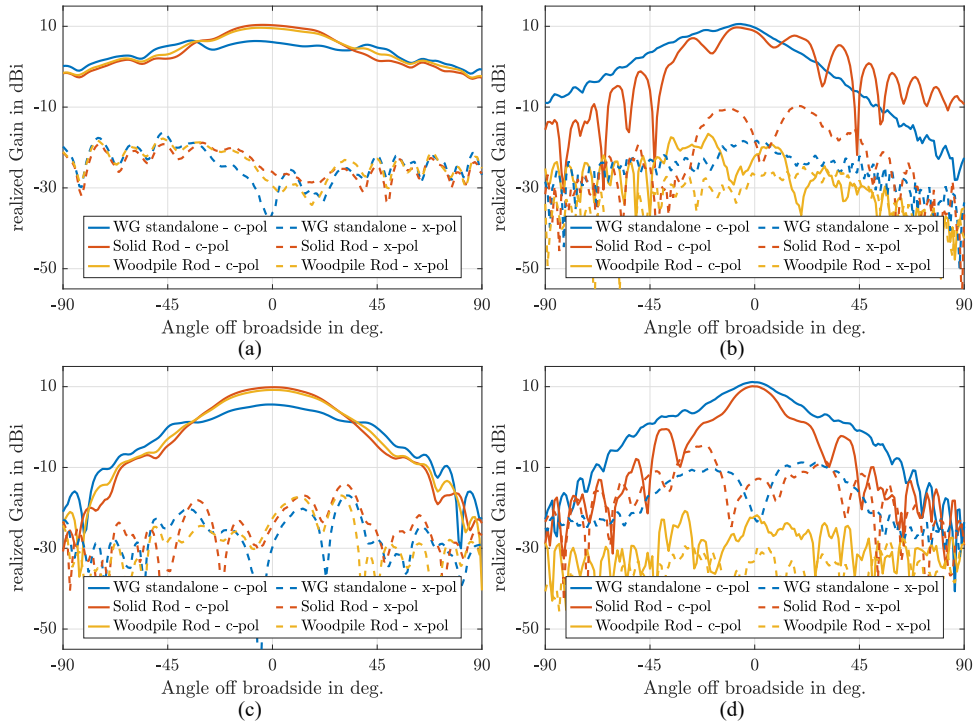 realized Gain in dBi
10
-10
-30
-50
WG standalone - c-pol
WG standalone - x-pol
Solid Rod - c-pol
Solid Rod - x-pol
Woodpile Rod - c-pol
Woodpile Rod - x-pol
-90
-45
0
45
90
Angle off broadside in deg.
(a)
realized Gain in dBi
10
-10
-30
-50
WG standalone - c-pol
WG standalone - x-pol
Solid Rod - c-pol
Solid Rod - x-pol
Woodpile Rod - c-pol
Woodpile Rod - x-pol
-90
-45
0
45
90
Angle off broadside in deg.
(b)
realized Gain in dBi
10
-10
-30
-50
WG standalone - c-pol
WG standalone - x-pol
Solid Rod - c-pol
Solid Rod - x-pol
Woodpile Rod - c-pol
Woodpile Rod - x-pol
-90
-45
0
45
90
Angle off broadside in deg.
(c)
realized Gain in dBi
10
-10
-30
-50
WG standalone - c-pol
WG standalone - x-pol
Solid Rod - c-pol
Solid Rod - x-pol
Woodpile Rod - c-pol
Woodpile Rod - x-pol
-90
-45
0
45
90
Angle off broadside in deg.
(d)